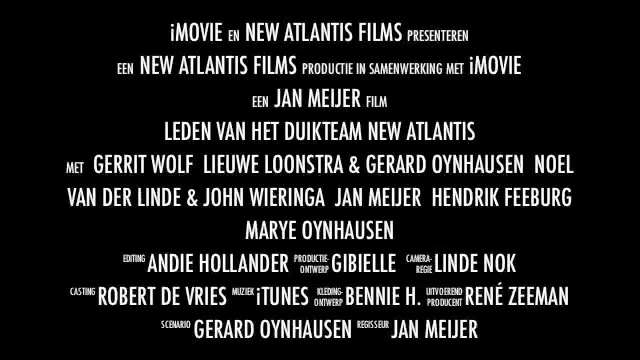 iMOVIE EN NEW ATLANTIS FILMS PRESENTEREN
EEN NEW ATLANTIS FILMS PRODUCTIE IN SAMENWERKING MET iMOVIE
EEN JAN MEIJER FILM
LEDEN VAN HET DUIKTEAM NEW ATLANTIS
MET GERRIT WOLF LIEUWE LOONSTRA & GERARD OYNHAUSEN NOEL
VAN DER LINDE & JOHN WIERINGA JAN MEIJER HENDRIK FEEBURG
MARYE OYNHAUSEN
EDITING ANDIE HOLLANDER PRODUCTIE-ONTWERP GIBIELLE CAMERA-REGIE LINDE NOK
CASTING ROBERT DE VRIES MUZIEK iTUNES KLEDING-ONTWERP BENNIE H. UITVOEREND PRODUCENT RENÉ ZEEMAN
SCENARIO GERARD OYNHAUSEN REGISSEUR JAN MEIJER